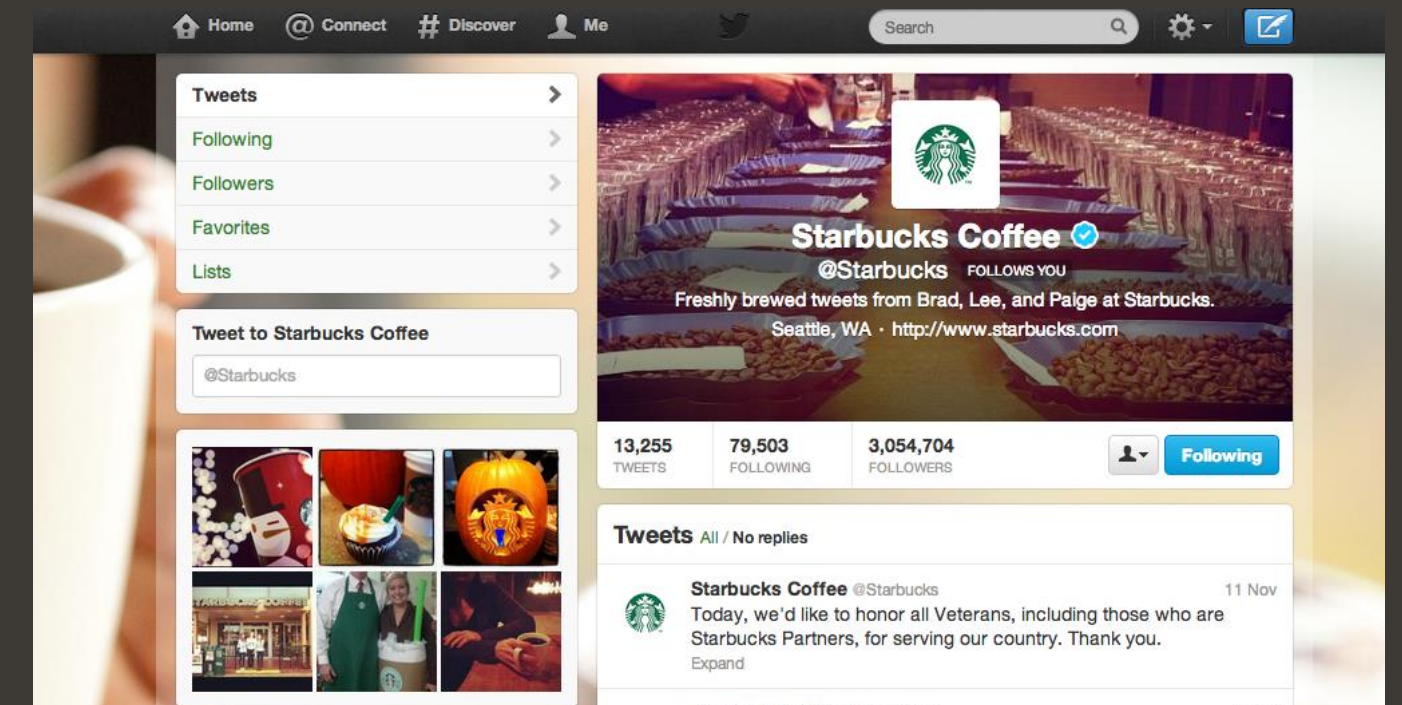 Home
Connect
Discover
Me
Search
Tweets
Following
Followers
Favorites
Lists
Tweet to Starbucks Coffee
@Starbucks
Starbucks Coffee
@Starbucks FOLLOWS YOU
Freshly brewed tweets from Brad, Lee, and Paige at Starbucks.
Seattle, WA · http://www.starbucks.com
13,255
TWEETS
79,503
FOLLOWING
3,054,704
FOLLOWERS
Following
Tweets All / No replies
Starbucks Coffee @Starbucks 11 Nov
Today, we'd like to honor all Veterans, including those who are
Starbucks Partners, for serving our country. Thank you.
Expand